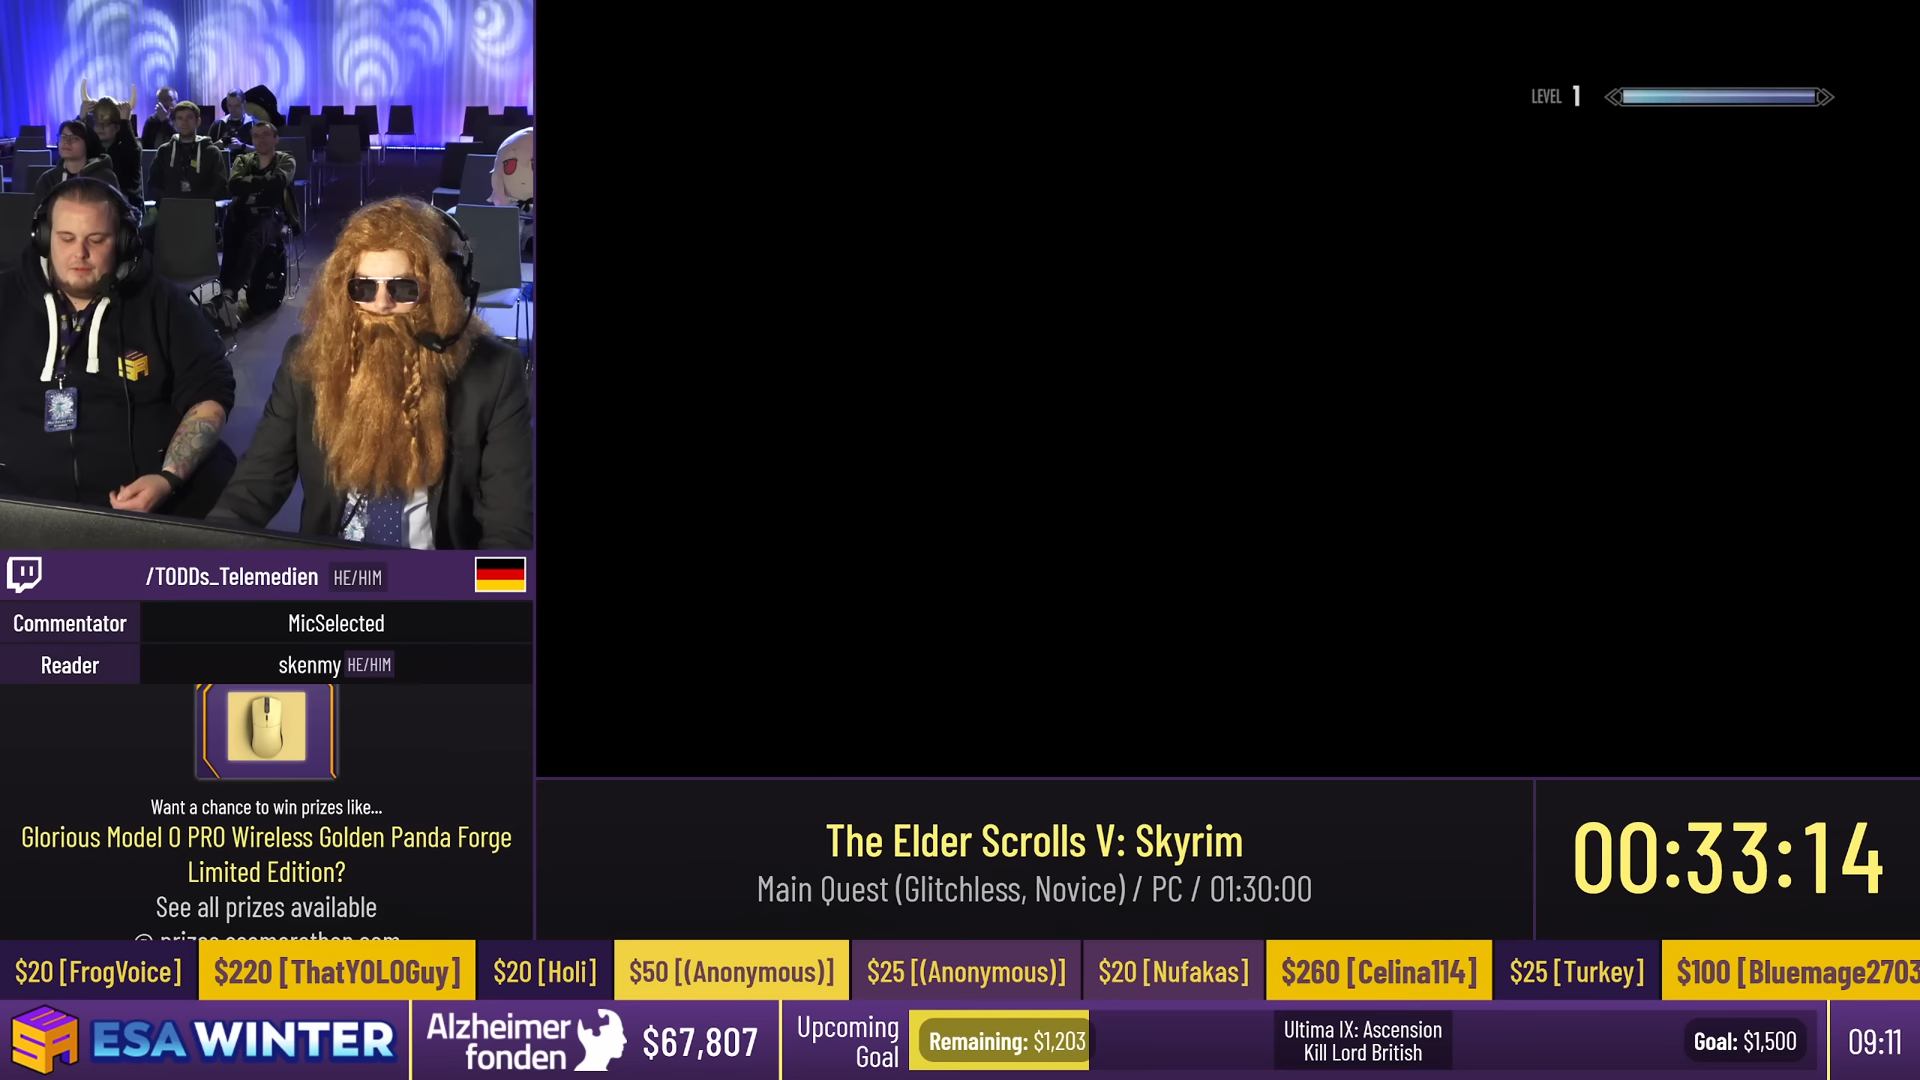 LEVEL 1
/TODDs_Telemedien HE/HIM
Commentator MicSelected
Reader skenmy HE/HIM
Want a chance to win prizes like...
Glorious Model O PRO Wireless Golden Panda Forge
Limited Edition?
See all prizes available
The Elder Scrolls V: Skyrim
Main Quest (Glitchless, Novice) / PC / 01:30:00
00:33:14
$20 [FrogVoice]
$220 [ThatYOLOGuy]
$20 [Holi]
$50 [(Anonymous)]
$25 [(Anonymous)]
$20 [Nufakas]
$260 [Celina114]
$25 [Turkey]
$100 [Bluemage2703
ESA WINTER
Alzheimer
fonden
$67,807
Upcoming
Goal
Remaining: $1,203
Ultima IX: Ascension
Kill Lord British
Goal: $1,500
09:11